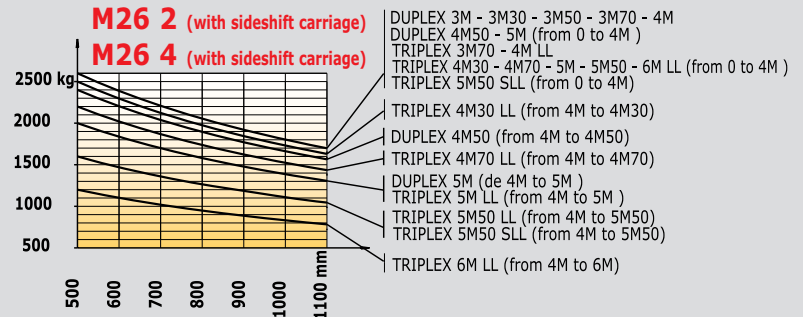 M26 2 (with sideshift carriage)
M26 4 (with sideshift carriage)
2500 kg
2000
1500
1000
500
500
600
700
800
900
1000
1100 mm
DUPLEX 3M - 3M30 - 3M50 - 3M70 - 4M
DUPLEX 4M50 - 5M (from 0 to 4M )
TRIPLEX 3M70 - 4M LL
TRIPLEX 4M30 - 4M70 - 5M - 5M50 - 6M LL (from 0 to 4M )
TRIPLEX 5M50 SLL (from 0 to 4M)
TRIPLEX 4M30 LL (from 4M to 4M30)
DUPLEX 4M50 (from 4M to 4M50)
TRIPLEX 4M70 LL (from 4M to 4M70)
DUPLEX 5M (de 4M to 5M )
TRIPLEX 5M LL (from 4M to 5M )
TRIPLEX 5M50 LL (from 4M to 5M50)
TRIPLEX 5M50 SLL (from 4M to 5M50)
TRIPLEX 6M LL (from 4M to 6M)